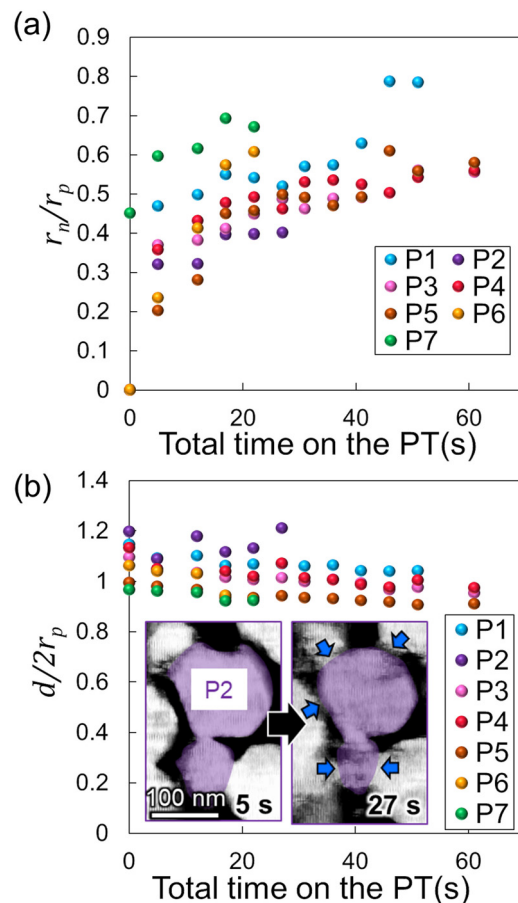 (a)
0.9
0.8
0.7
0.6
0.5
0.4
0.3
0.2
0.1
0
rn/rp
P1 P2
P3 P4
P5 P6
P7
0 20 40 60
Total time on the PT(s)
(b)
1.4
1.2
1
0.8
0.6
0.4
0.2
0
d/2rp
P2
100 nm 5 s
27 s
P1
P2
P3
P4
P5
P6
P7
0 20 40 60
Total time on the PT(s)